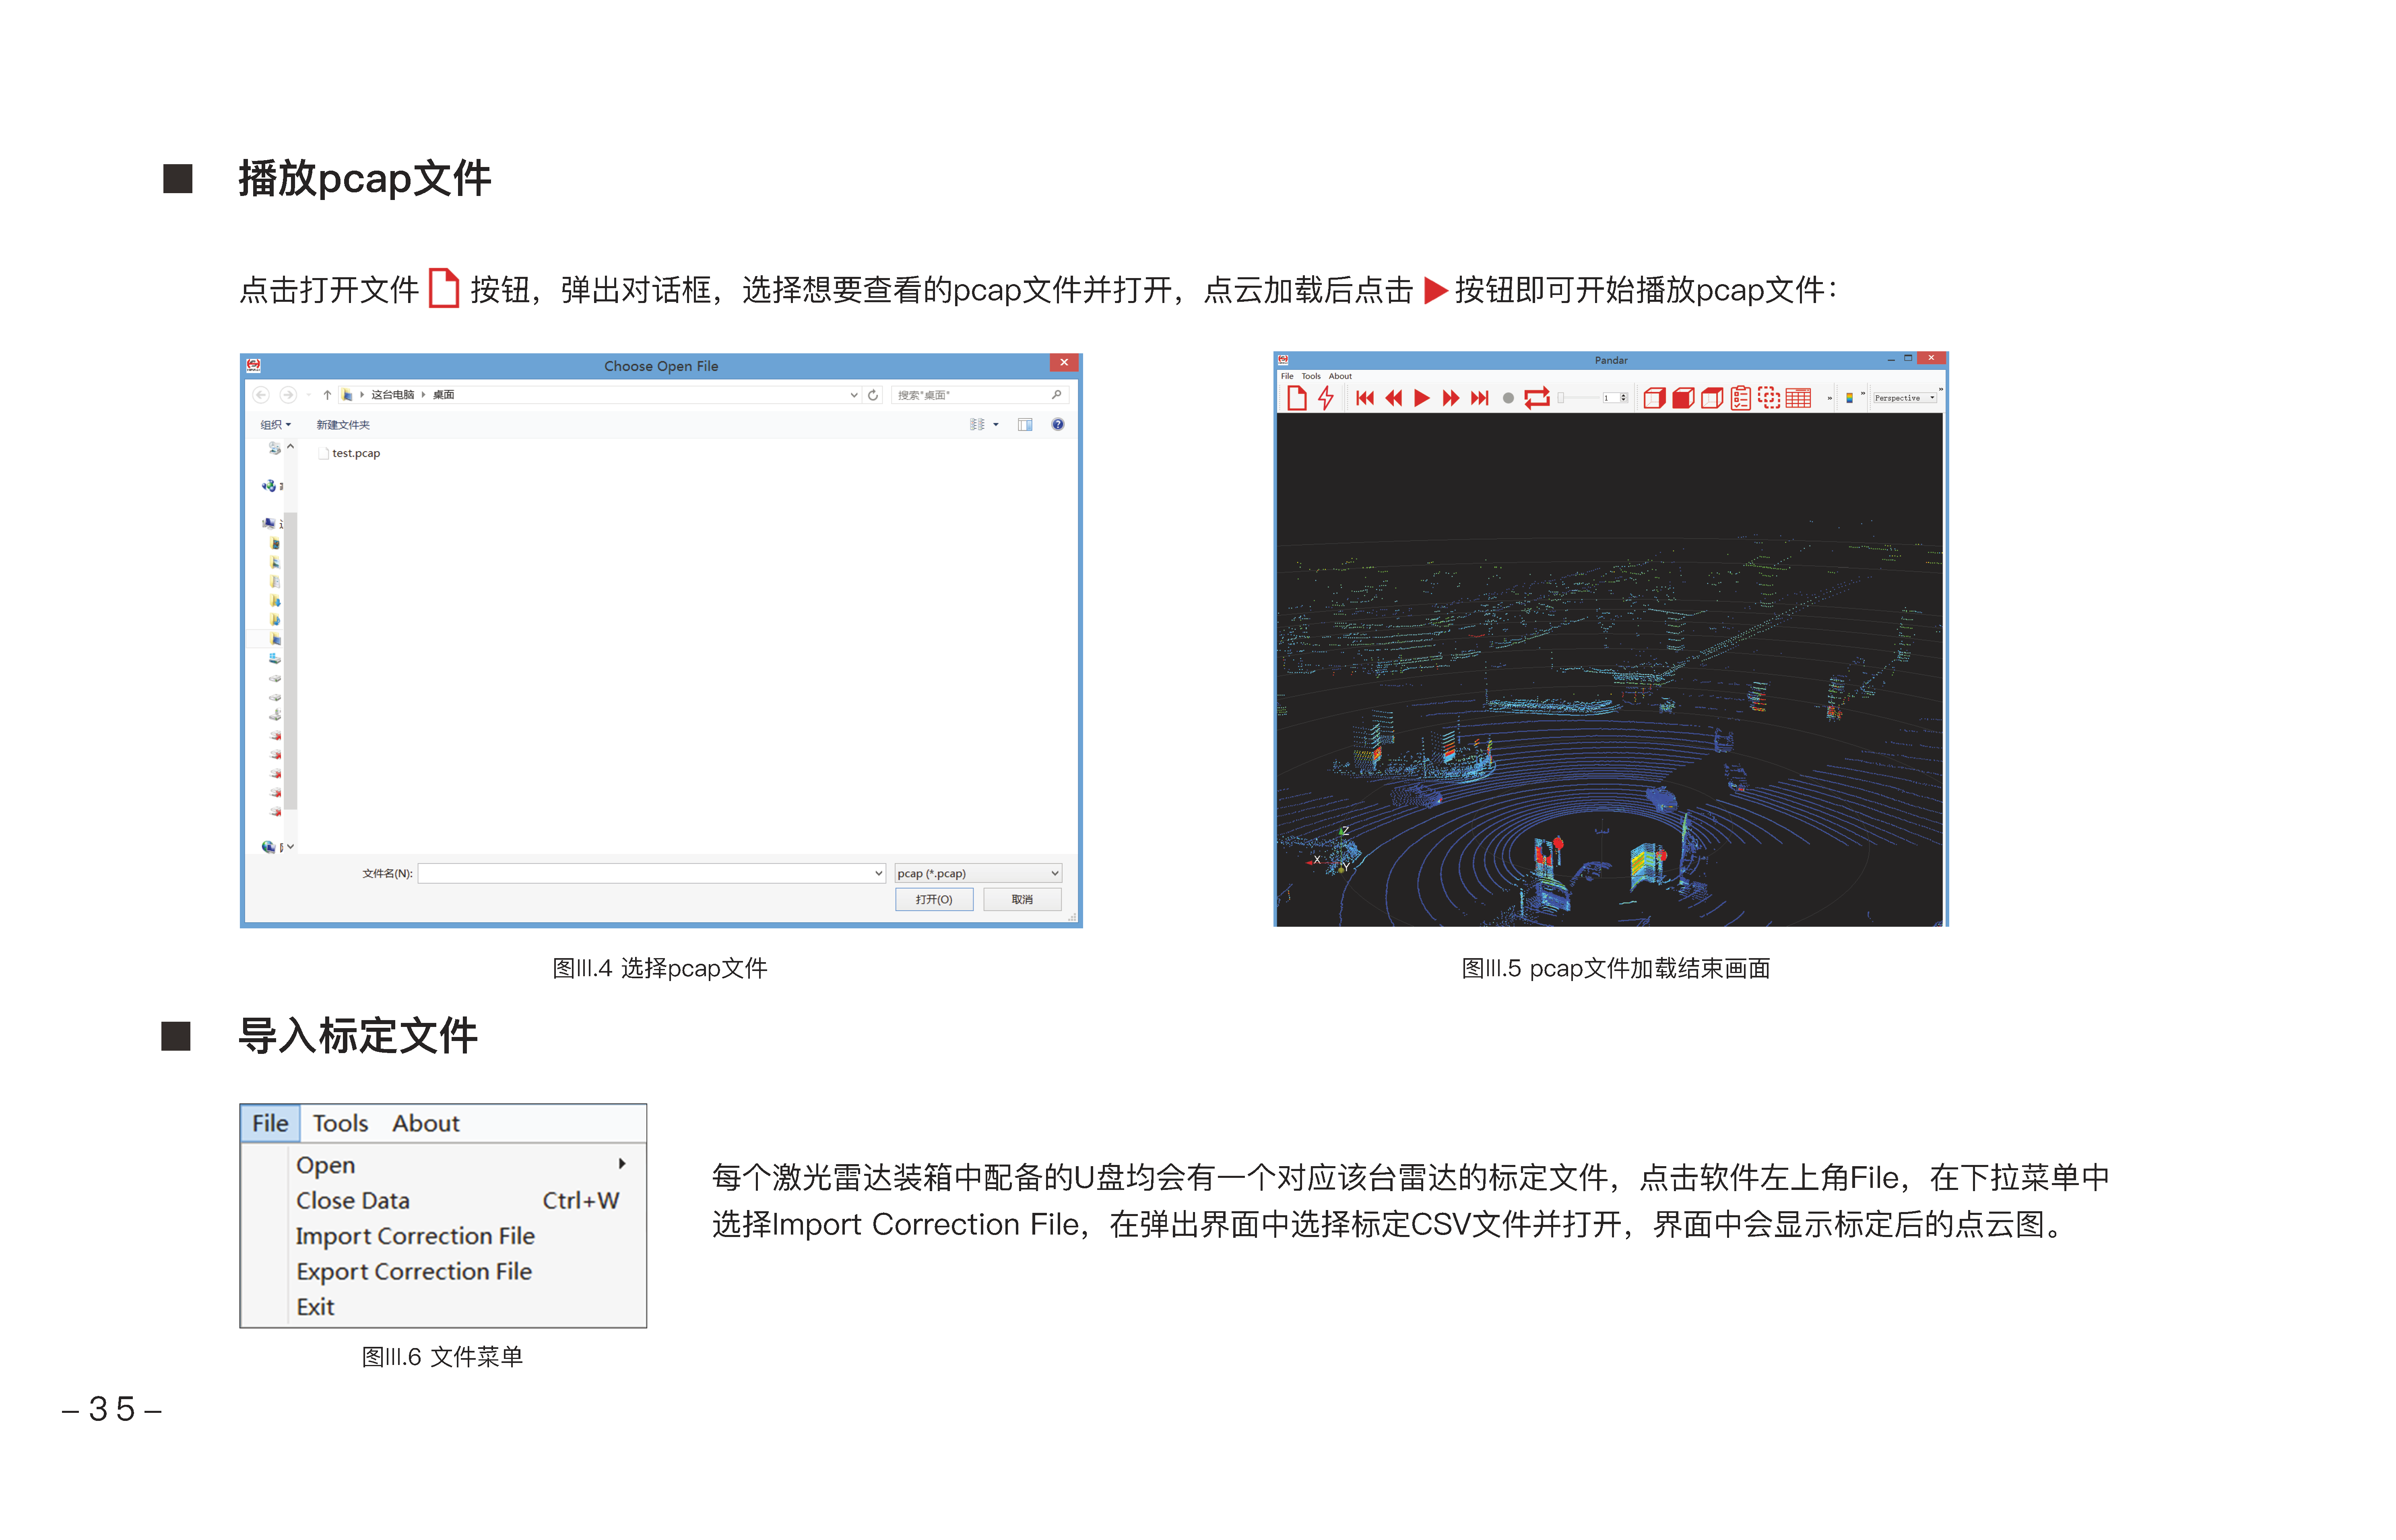 播放pcap文件
点击打开文件 按钮，弹出对话框，选择想要查看的pcap文件并打开，点云加载后点击 按钮即可开始播放pcap文件：
Choose Open File
这台电脑 桌面
搜索"桌面"
组织 新建文件夹
test.pcap
文件名(N):
pcap (*.pcap)
打开(O) 取消
Pandar
File Tools About
1
Perspective
Z
X
Y
图III.4 选择pcap文件
图III.5 pcap文件加载结束画面
导入标定文件
File Tools About
Open
Close Data Ctrl+W
Import Correction File
Export Correction File
Exit
每个激光雷达装箱中配备的U盘均会有一个对应该台雷达的标定文件，点击软件左上角File，在下拉菜单中
选择Import Correction File，在弹出界面中选择标定CSV文件并打开，界面中会显示标定后的点云图。
图III.6 文件菜单
–35–